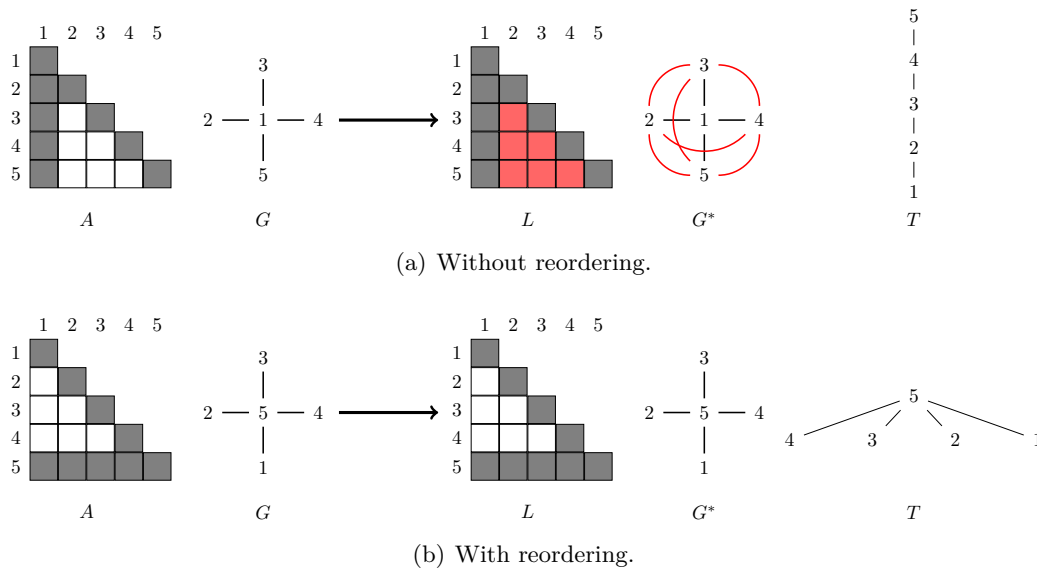 1 2 3 4 5 1 2 3 4 5 5
1 1 4
2 3 2 3 3
3 2 1 4 3 2 1 4 2
4 4
5 5 5 5 1
A G L G* T
(a) Without reordering.
1 2 3 4 5 1 2 3 4 5
1 3 1 3
2 2
3 2 5 4 3 2 5 4 5
4 4 4 3 2 1
5 1 5 1
A G L G* T
(b) With reordering.